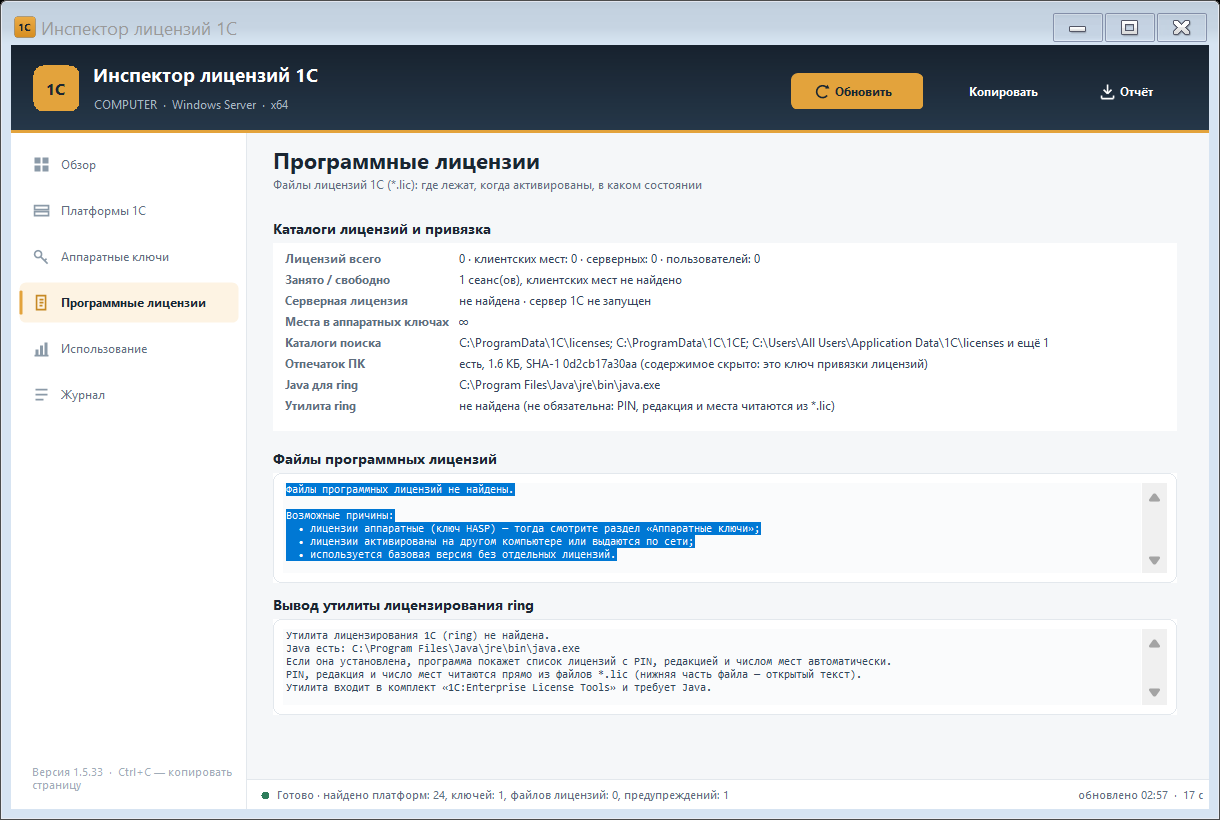 1C Инспектор лицензий 1С
1C
Инспектор лицензий 1С
COMPUTER · Windows Server · x64
Обновить
Копировать
Отчёт
Обзор
Платформы 1С
Аппаратные ключи
Программные лицензии
Использование
Журнал
Версия 1.5.33 · Ctrl+C — копировать
страницу
Программные лицензии
Файлы лицензий 1С (*.lic): где лежат, когда активированы, в каком состоянии
Каталоги лицензий и привязка
Лицензий всего 0 · клиентских мест: 0 · серверных: 0 · пользователей: 0
Занято / свободно 1 сеанс(ов), клиентских мест не найдено
Серверная лицензия не найдена · сервер 1С не запущен
Места в аппаратных ключах ∞
Каталоги поиска C:\ProgramData\1C\licenses; C:\ProgramData\1C\1CE; C:\Users\All Users\Application Data\1C\licenses и ещё 1
Отпечаток ПК есть, 1.6 КБ, SHA-1 0d2cb17a30aa (содержимое скрыто: это ключ привязки лицензий)
Java для ring C:\Program Files\Java\jre\bin\java.exe
Утилита ring не найдена (не обязательна: PIN, редакция и места читаются из *.lic)
Файлы программных лицензий
Файлы программных лицензий не найдены.
Возможные причины:
• лицензии аппаратные (ключ HASP) — тогда смотрите раздел «Аппаратные ключи»;
• лицензии активированы на другом компьютере или выдаются по сети;
• используется базовая версия без отдельных лицензий.
Вывод утилиты лицензирования ring
Утилита лицензирования 1С (ring) не найдена.
Java есть: C:\Program Files\Java\jre\bin\java.exe
Если она установлена, программа покажет список лицензий с PIN, редакцией и числом мест автоматически.
PIN, редакция и число мест читаются прямо из файлов *.lic (нижняя часть файла — открытый текст).
Утилита входит в комплект «1C:Enterprise License Tools» и требует Java.
Готово · найдено платформ: 24, ключей: 1, файлов лицензий: 0, предупреждений: 1
обновлено 02:57 · 17 с